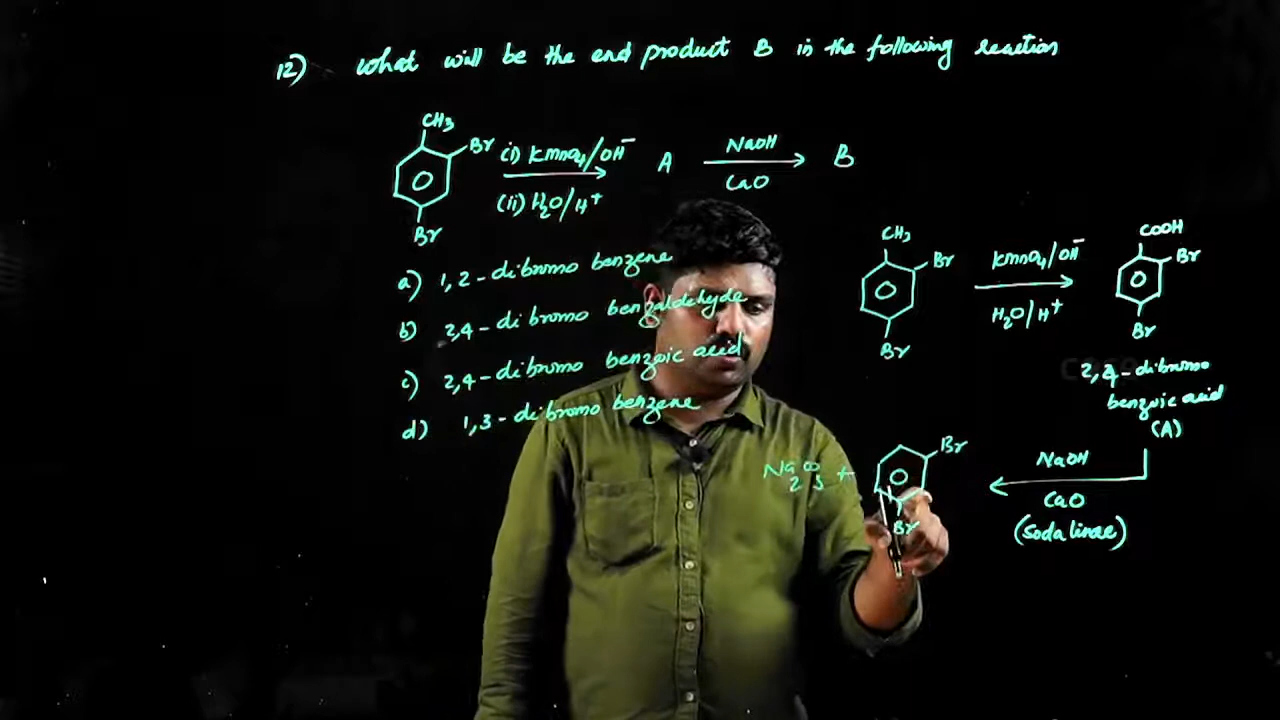 12) what will be the end product B in the following reaction
CH3
Br
(i) KMnO4/OH⁻
(ii) H2O/H⁺
A
NaOH
CaO
B
Br
a) 1,2-dibromo benzene
b) 2,4-dibromo benzaldehyde
c) 2,4-dibromo benzoic acid
d) 1,3-dibromo benzene
CH3
Br
Br
KMnO4/OH⁻
H2O/H⁺
COOH
Br
Br
2,4-dibromo
benzoic acid
(A)
NaOH
CaO
(Soda lime)
Na2CO3 +
Br
Br